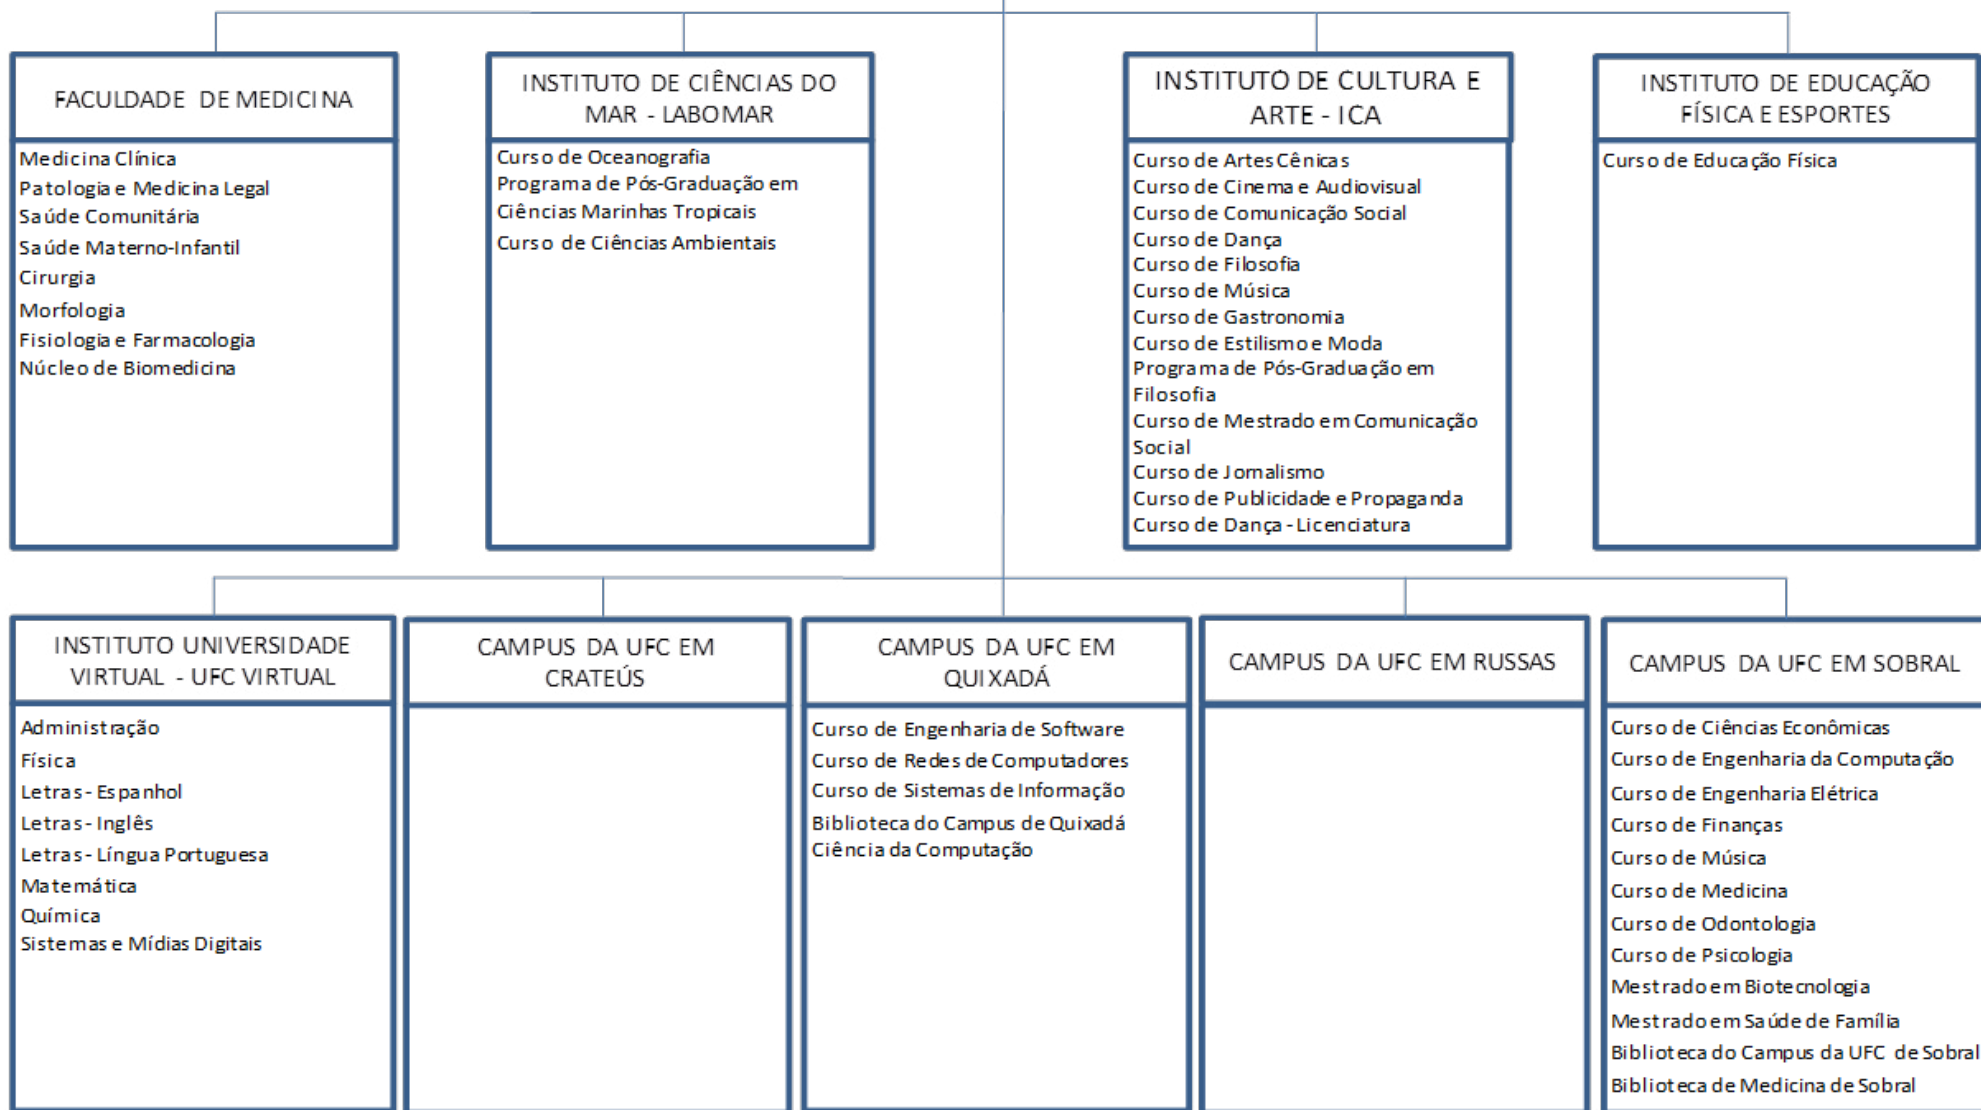 FACULDADE DE MEDICINA
Medicina Clínica
Patologia e Medicina Legal
Saúde Comunitária
Saúde Materno-Infantil
Cirurgia
Morfologia
Fisiologia e Farmacologia
Núcleo de Biomedicina
INSTITUTO DE CIÊNCIAS DO
MAR - LABOMAR
Curso de Oceanografia
Programa de Pós-Graduação em
Ciências Marinhas Tropicais
Curso de Ciências Ambientais
INSTITUTO DE CULTURA E
ARTE - ICA
Curso de Artes Cênicas
Curso de Cinema e Audiovisual
Curso de Comunicação Social
Curso de Dança
Curso de Filosofia
Curso de Música
Curso de Gastronomia
Curso de Estilismo e Moda
Programa de Pós-Graduação em
Filosofia
Curso de Mestrado em Comunicação
Social
Curso de Jornalismo
Curso de Publicidade e Propaganda
Curso de Dança - Licenciatura
INSTITUTO DE EDUCAÇÃO
FÍSICA E ESPORTES
Curso de Educação Física
INSTITUTO UNIVERSIDADE
VIRTUAL - UFC VIRTUAL
Administração
Física
Letras - Espanhol
Letras - Inglês
Letras - Língua Portuguesa
Matemática
Química
Sistemas e Mídias Digitais
CAMPUS DA UFC EM
CRATEÚS
CAMPUS DA UFC EM
QUIXADÁ
Curso de Engenharia de Software
Curso de Redes de Computadores
Curso de Sistemas de Informação
Biblioteca do Campus de Quixadá
Ciência da Computação
CAMPUS DA UFC EM RUSSAS
CAMPUS DA UFC EM SOBRAL
Curso de Ciências Econômicas
Curso de Engenharia da Computação
Curso de Engenharia Elétrica
Curso de Finanças
Curso de Música
Curso de Medicina
Curso de Odontologia
Curso de Psicologia
Mestrado em Biotecnologia
Mestrado em Saúde de Família
Biblioteca do Campus da UFC de Sobral
Biblioteca de Medicina de Sobral